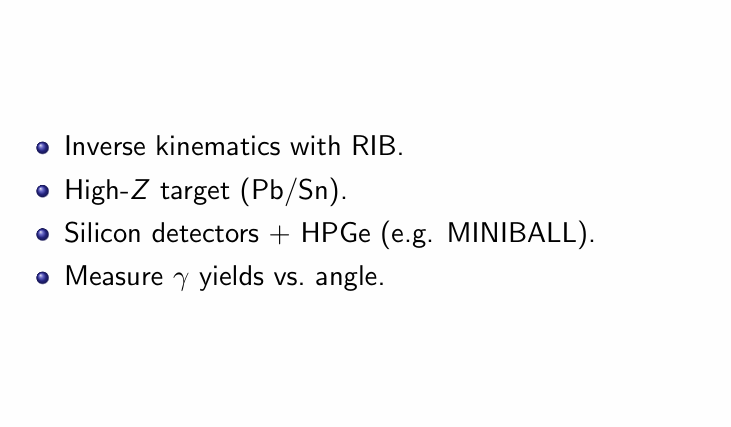 Inverse kinematics with RIB.
High-Z target (Pb/Sn).
Silicon detectors + HPGe (e.g. MINIBALL).
Measure γ yields vs. angle.